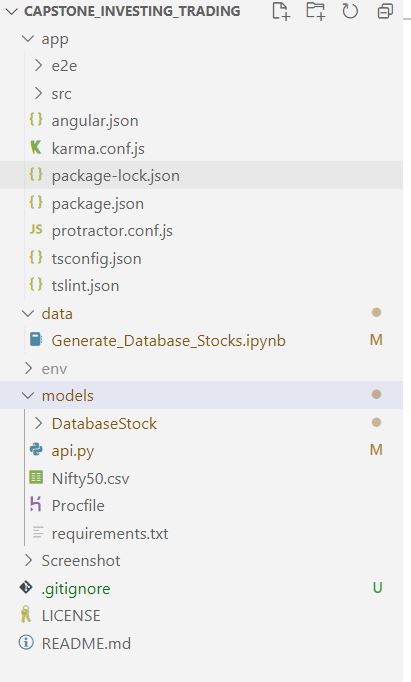 CAPSTONE_INVESTING_TRADING
app
e2e
src
{} angular.json
karma.conf.js
{} package-lock.json
{} package.json
JS protractor.conf.js
{} tsconfig.json
{} tslint.json
data
Generate_Database_Stocks.ipynb M
env
models
DatabaseStock
api.py M
Nifty50.csv
Procfile
requirements.txt
Screenshot
.gitignore U
LICENSE
README.md